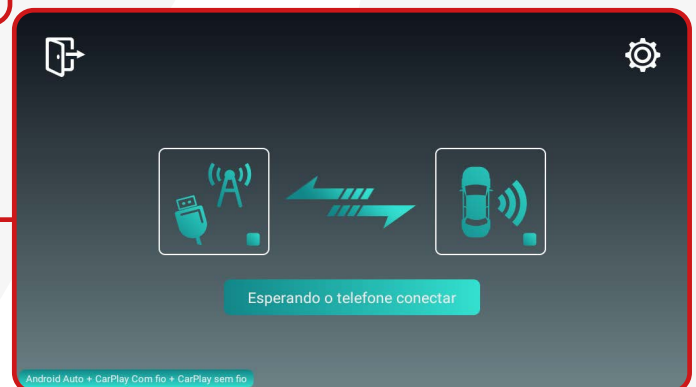 Esperando o telefone conectar
Android Auto + CarPlay Com fio + CarPlay sem fio